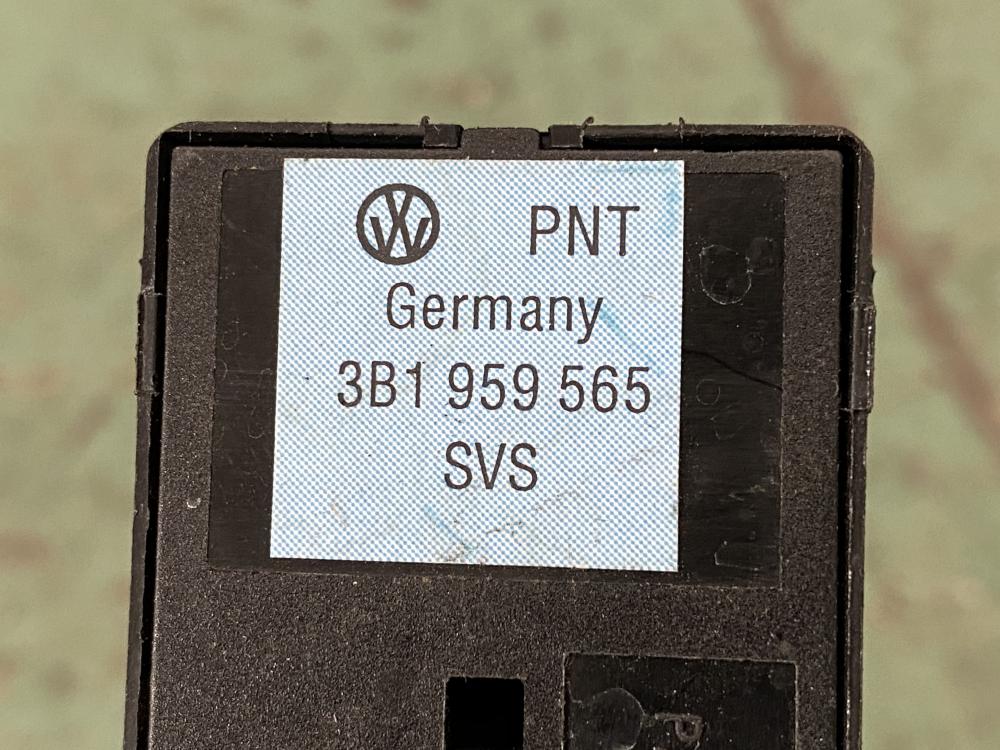 PNT
Germany
3B1 959 565
SVS
P